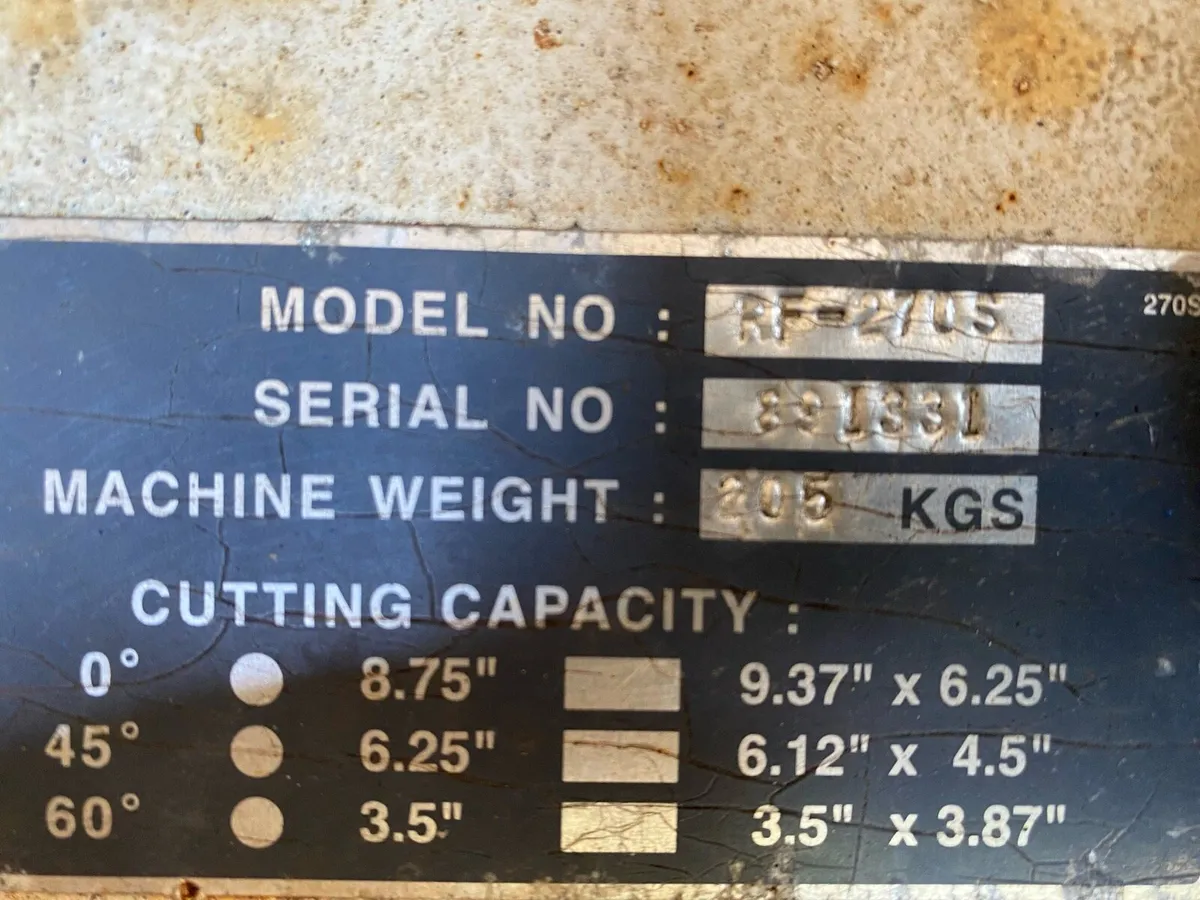 MODEL NO : RF-270S
270S
SERIAL NO : 891331
MACHINE WEIGHT : 205 KGS
CUTTING CAPACITY :
0° 8.75" 9.37" x 6.25"
45° 6.25" 6.12" x 4.5"
60° 3.5" 3.5" x 3.87"